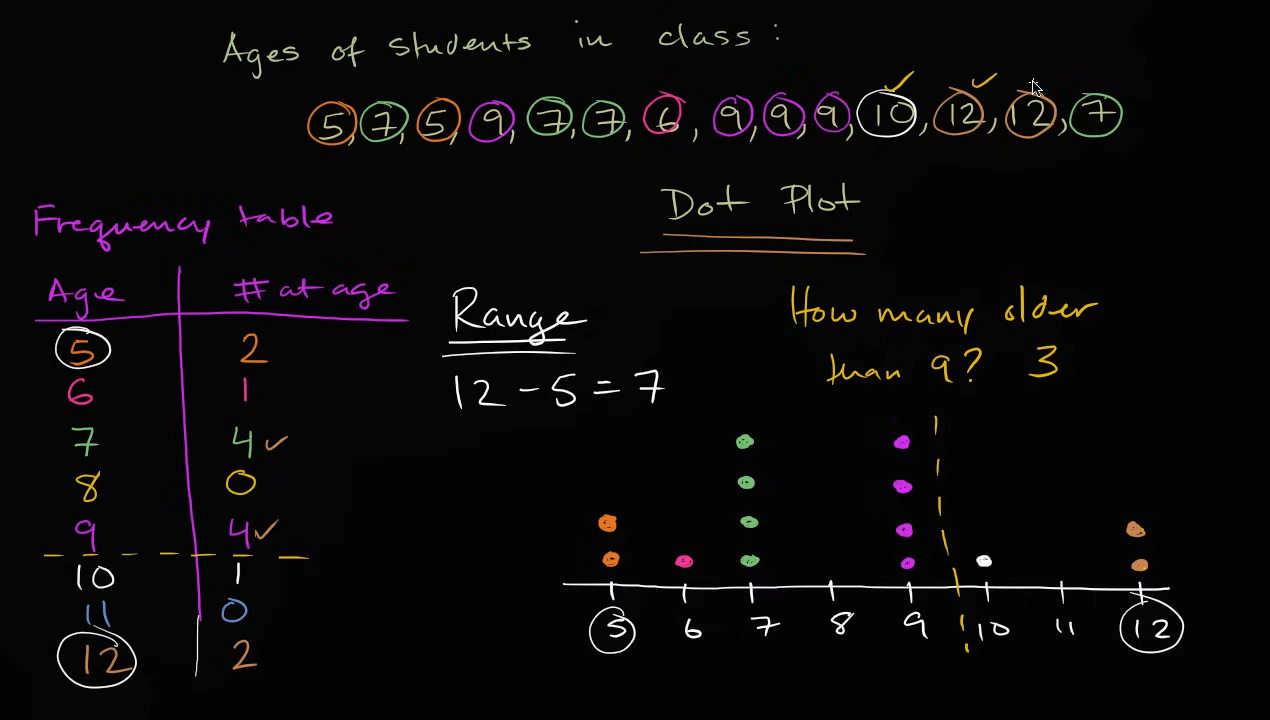 Ages of students in class:
5, 7, 5, 9, 7, 7, 6, 9, 9, 9, 10, 12, 12, 7
Dot Plot
Frequency table
Age # at age
5 2
6 1
7 4
8 0
9 4
10 1
11 0
12 2
Range
12 - 5 = 7
How many older
than 9? 3
5 6 7 8 9 10 11 12